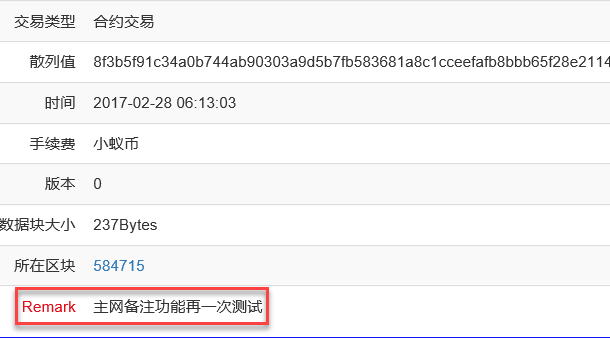 交易类型 合约交易
散列值 8f3b5f91c34a0b744ab90303a9d5b7fb583681a8c1cceefafb8bbb65f28e2114
时间 2017-02-28 06:13:03
手续费 小蚁币
版本 0
数据块大小 237Bytes
所在区块 584715
Remark 主网备注功能再一次测试